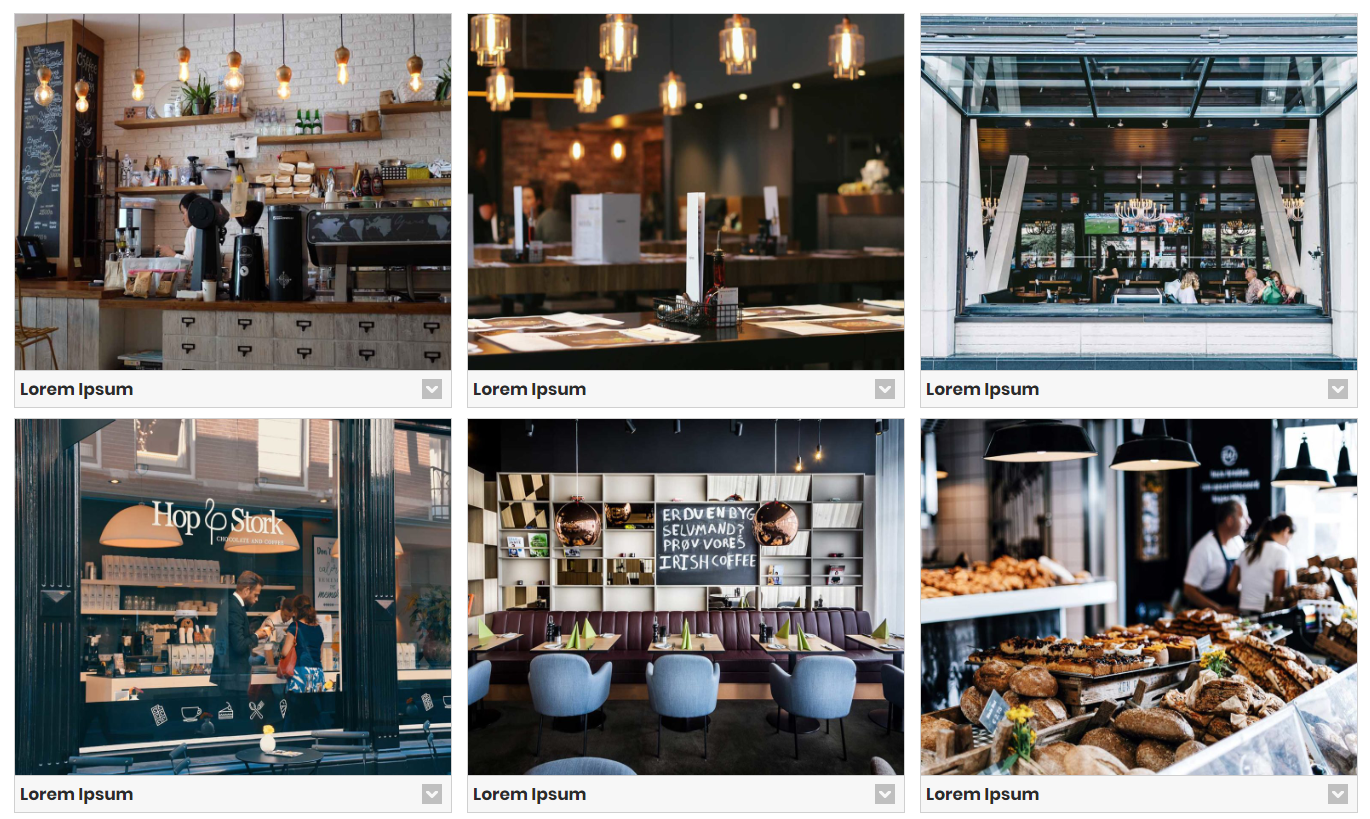 Lorem Ipsum
Lorem Ipsum
Lorem Ipsum
Hop & Stork
CHOCOLATE AND COFFEE
ER DU EN BYG
SELVMAND?
PRØV VORES
IRISH COFFEE
Lorem Ipsum
Lorem Ipsum
Lorem Ipsum